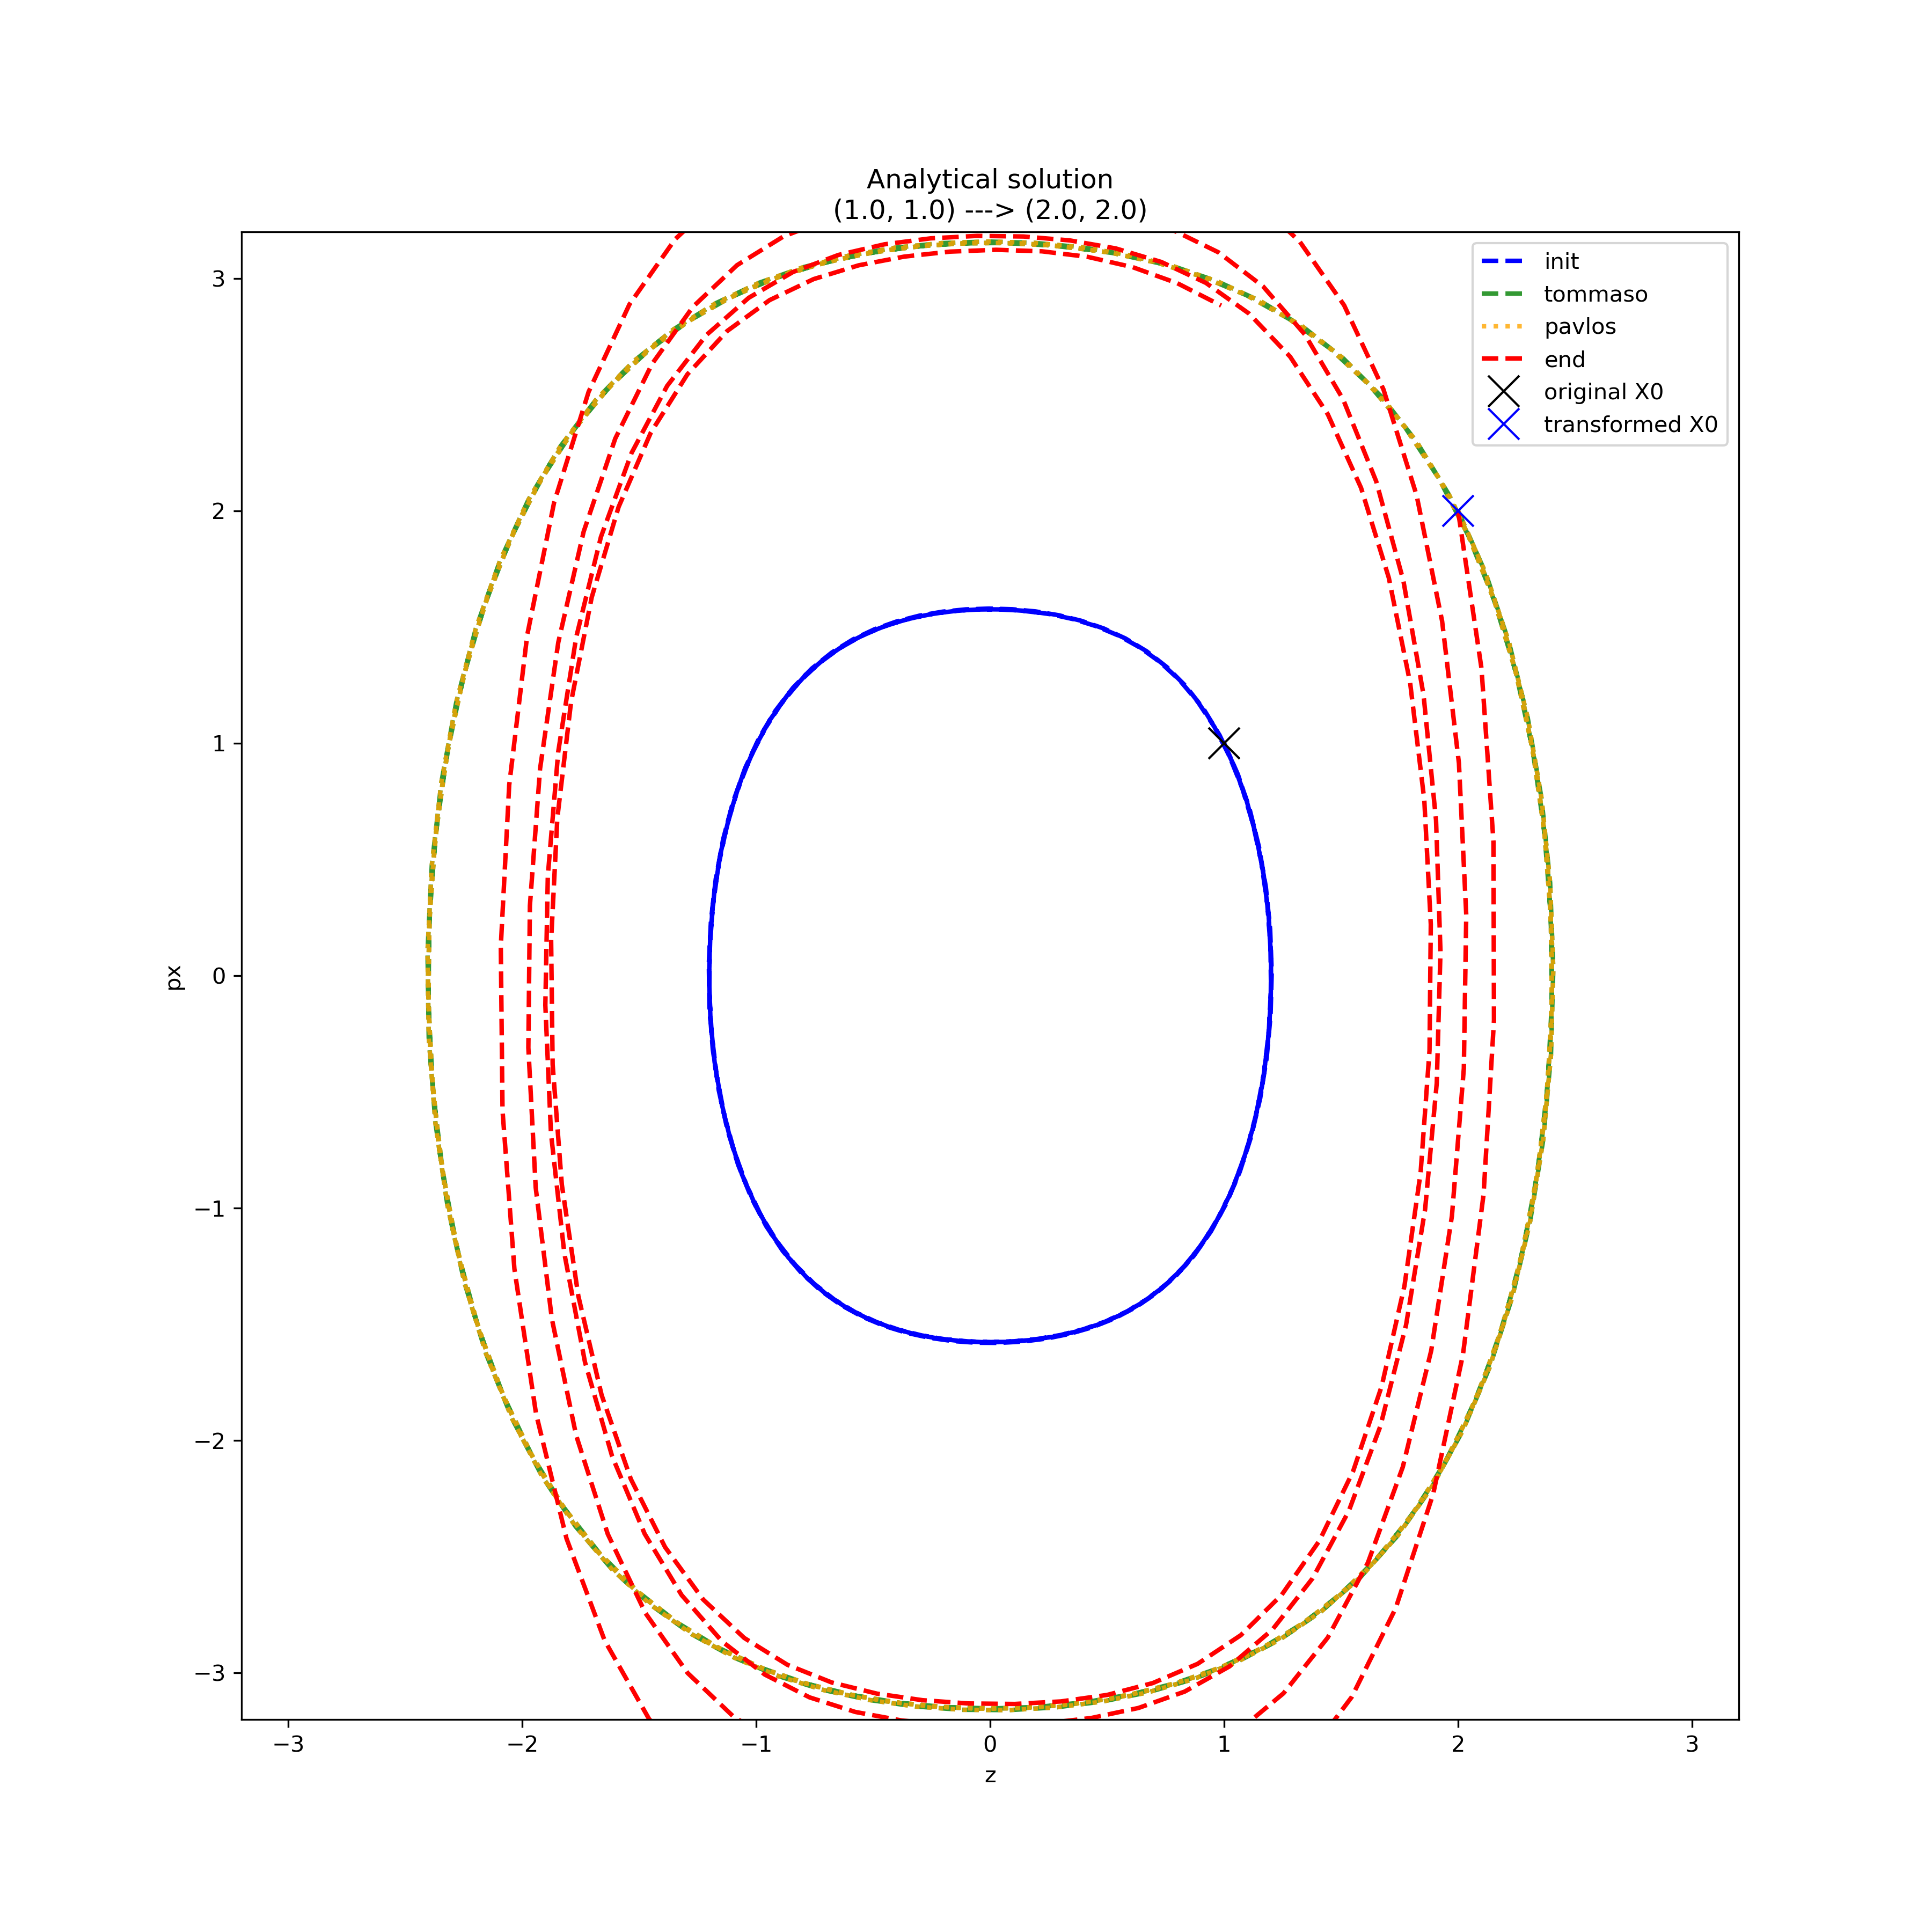 Analytical solution
(1.0, 1.0) ---> (2.0, 2.0)
init
tommaso
pavlos
end
original X0
transformed X0
3
2
1
0
−1
−2
−3
px
−3
−2
−1
0
1
2
3
z